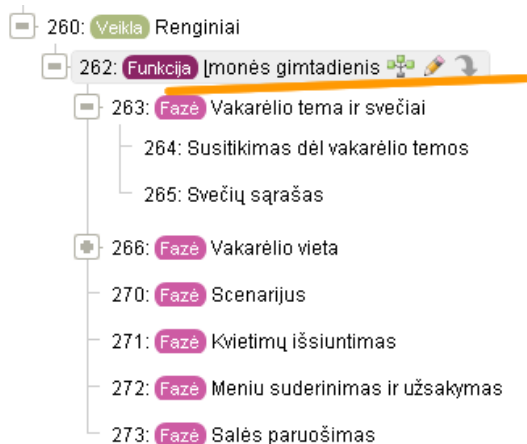 260: Veikla Renginiai
262: Funkcija Įmonės gimtadienis
263: Fazė Vakarėlio tema ir svečiai
264: Susitikimas dėl vakarėlio temos
265: Svečių sąrašas
266: Fazė Vakarėlio vieta
270: Fazė Scenarijus
271: Fazė Kvietimų išsiuntimas
272: Fazė Meniu suderinimas ir užsakymas
273: Fazė Salės paruošimas